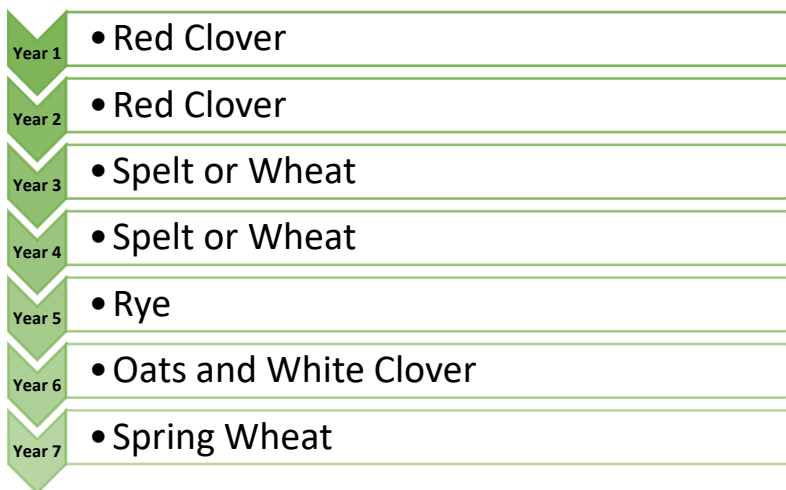 Year 1
• Red Clover
Year 2
• Red Clover
Year 3
• Spelt or Wheat
Year 4
• Spelt or Wheat
Year 5
• Rye
Year 6
• Oats and White Clover
Year 7
• Spring Wheat